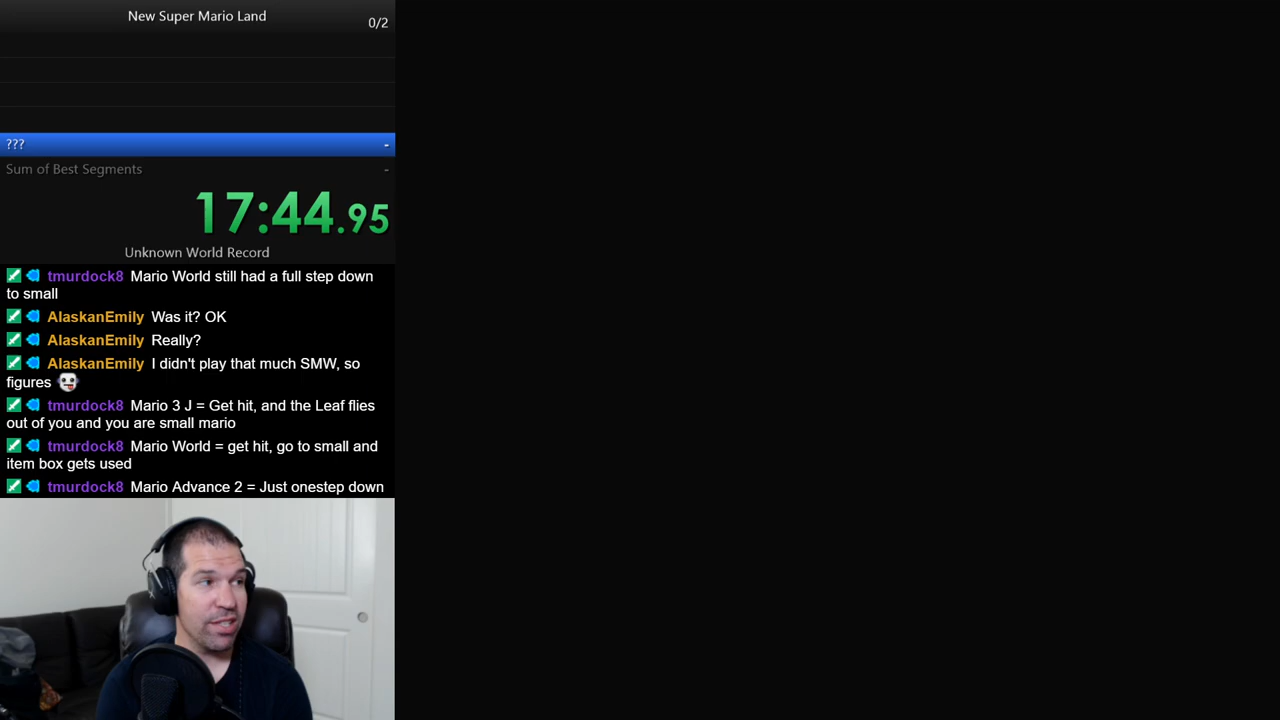 New Super Mario Land
0/2
??? -
Sum of Best Segments -
17:44.95
Unknown World Record
tmurdock8 Mario World still had a full step down
to small
AlaskanEmily Was it? OK
AlaskanEmily Really?
AlaskanEmily I didn't play that much SMW, so
figures
tmurdock8 Mario 3 J = Get hit, and the Leaf flies
out of you and you are small mario
tmurdock8 Mario World = get hit, go to small and
item box gets used
tmurdock8 Mario Advance 2 = Just onestep down